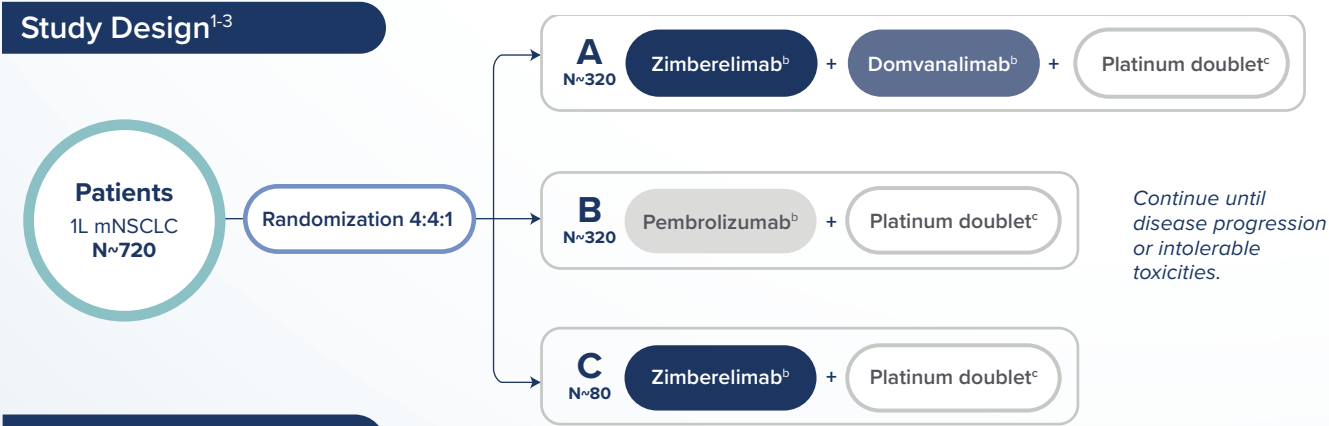 Study Design1-3
Patients
1L mNSCLC
N~720
Randomization 4:4:1
A
N~320
Zimberelimabᵇ + Domvanalimabᵇ + Platinum doubletᶜ
B
N~320
Pembrolizumabᵇ + Platinum doubletᶜ
C
N~80
Zimberelimabᵇ + Platinum doubletᶜ
Continue until
disease progression
or intolerable
toxicities.